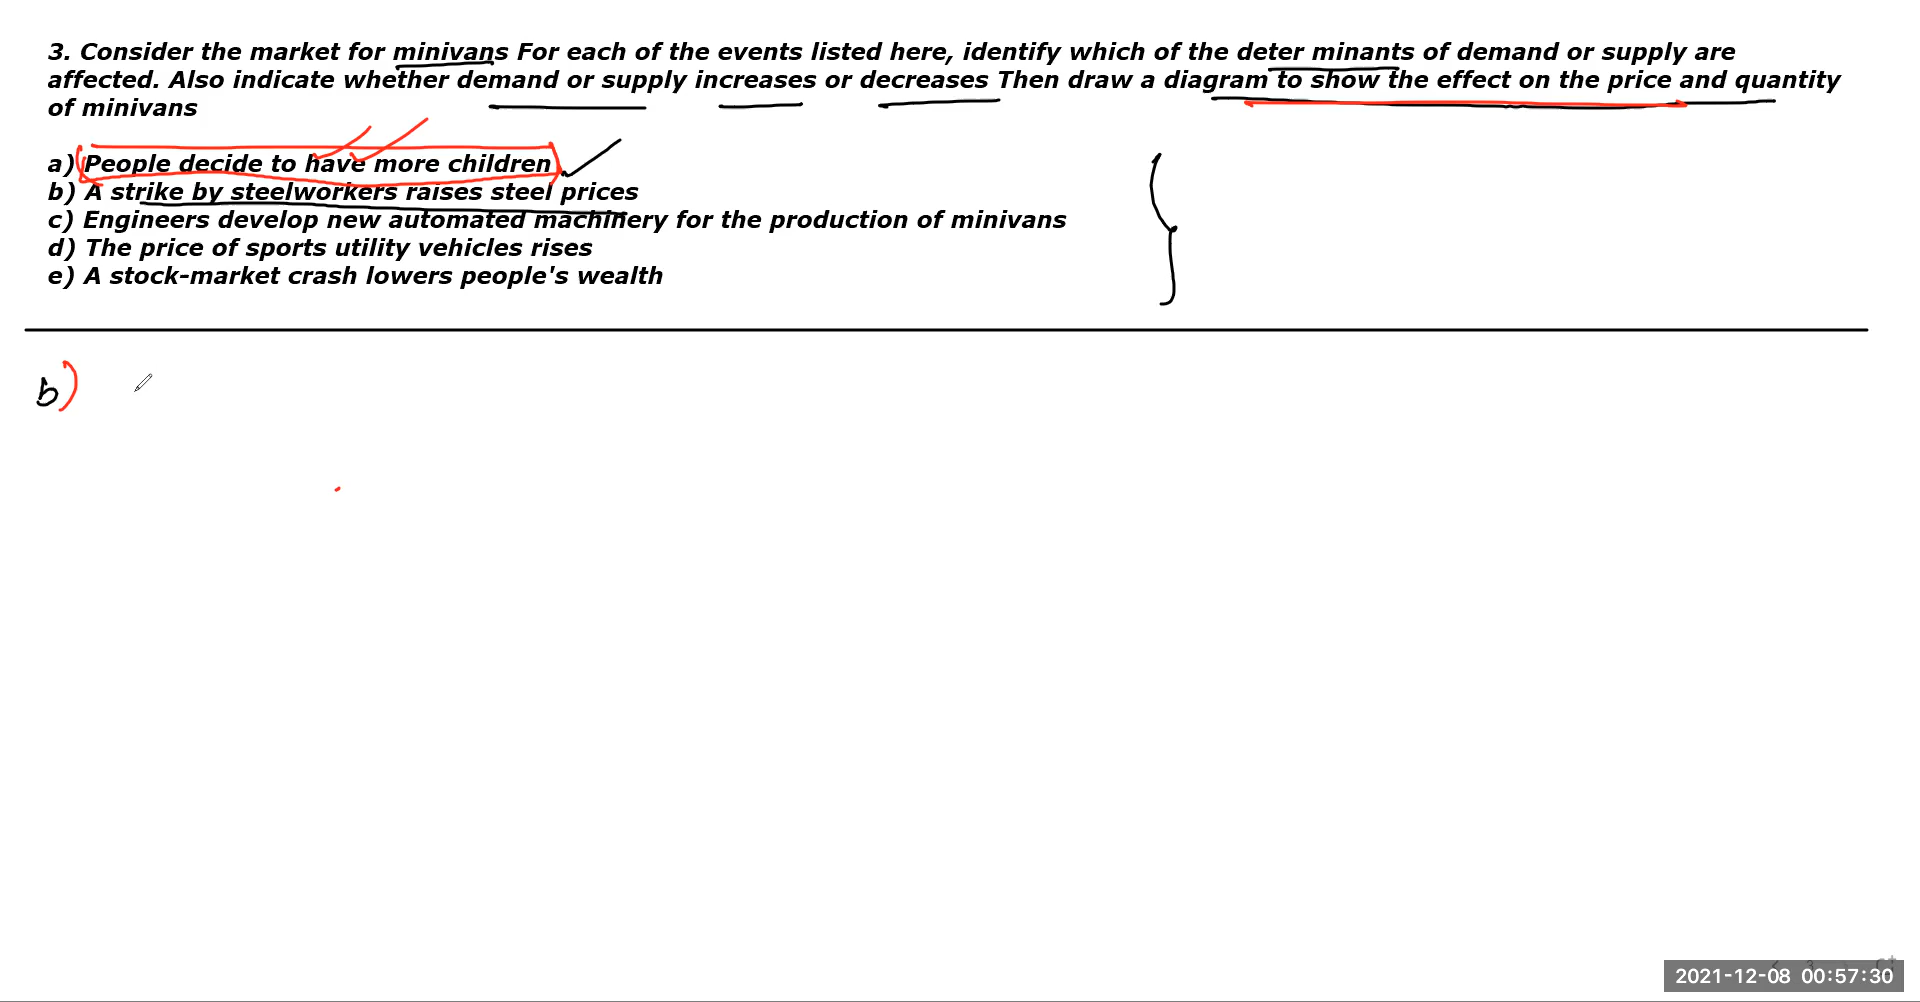 3. Consider the market for minivans For each of the events listed here, identify which of the deter minants of demand or supply are
affected. Also indicate whether demand or supply increases or decreases Then draw a diagram to show the effect on the price and quantity
of minivans
a) People decide to have more children
b) A strike by steelworkers raises steel prices
c) Engineers develop new automated machinery for the production of minivans
d) The price of sports utility vehicles rises
e) A stock-market crash lowers people's wealth
b)
2021-12-08 00:57:30